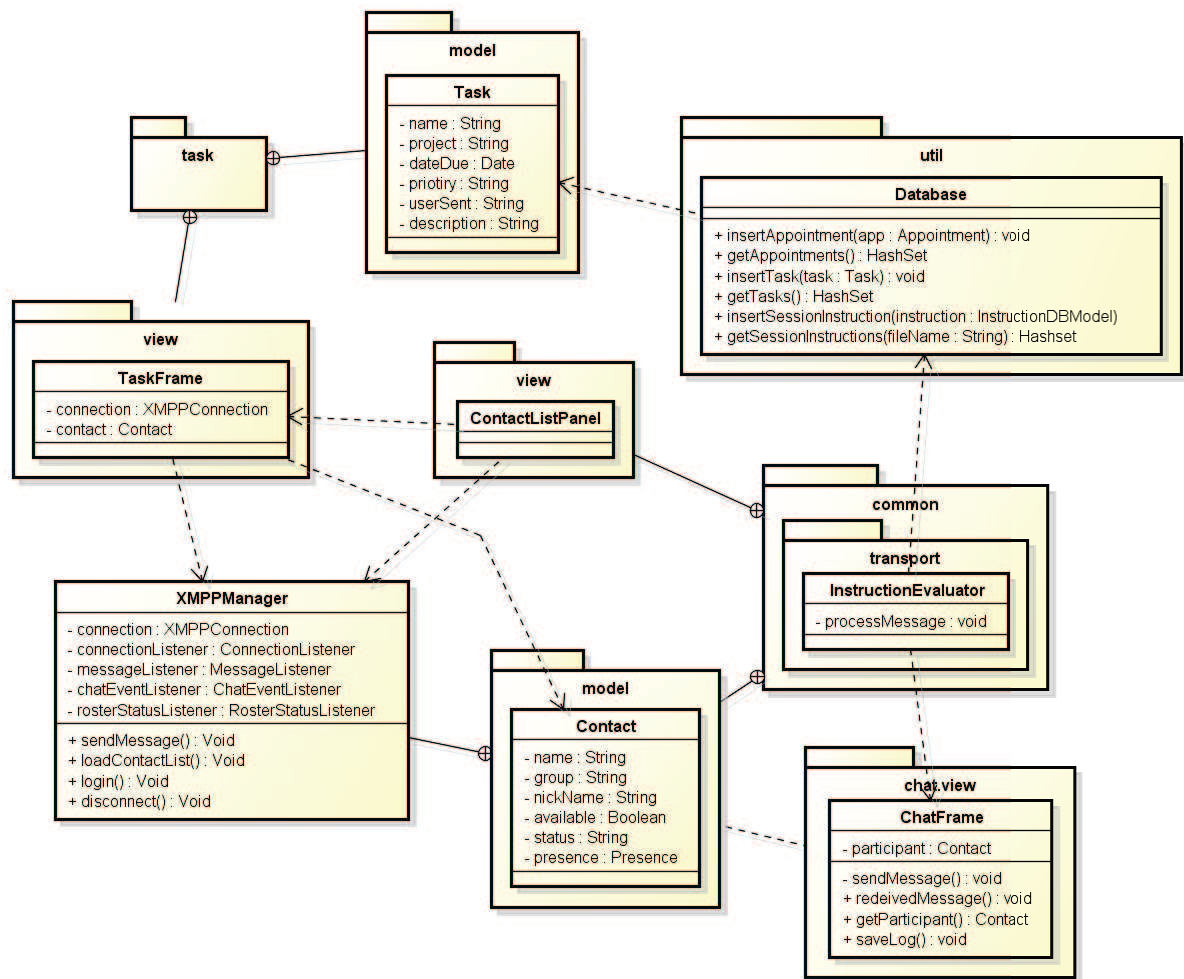 model
Task
- name : String
- project : String
- dateDue : Date
- priotiry : String
- userSent : String
- description : String
task
util
Database
+ insertAppointment(app : Appointment) : void
+ getAppointments() : HashSet
+ insertTask(task : Task) : void
+ getTasks() : HashSet
+ insertSessionInstruction(instruction : InstructionDBModel)
+ getSessionInstructions(fileName : String) : Hashset
view
TaskFrame
- connection : XMPPConnection
- contact : Contact
view
ContactListPanel
common
transport
InstructionEvaluator
- processMessage : void
XMPPManager
- connection : XMPPConnection
- connectionListener : ConnectionListener
- messageListener : MessageListener
- chatEventListener : ChatEventListener
- rosterStatusListener : RosterStatusListener
+ sendMessage() : Void
+ loadContactList() : Void
+ login() : Void
+ disconnect() : Void
model
Contact
- name : String
- group : String
- nickName : String
- available : Boolean
- status : String
- presence : Presence
chat.view
ChatFrame
- participant : Contact
- sendMessage() : void
+ redeivedMessage() : void
+ getParticipant() : Contact
+ saveLog() : void